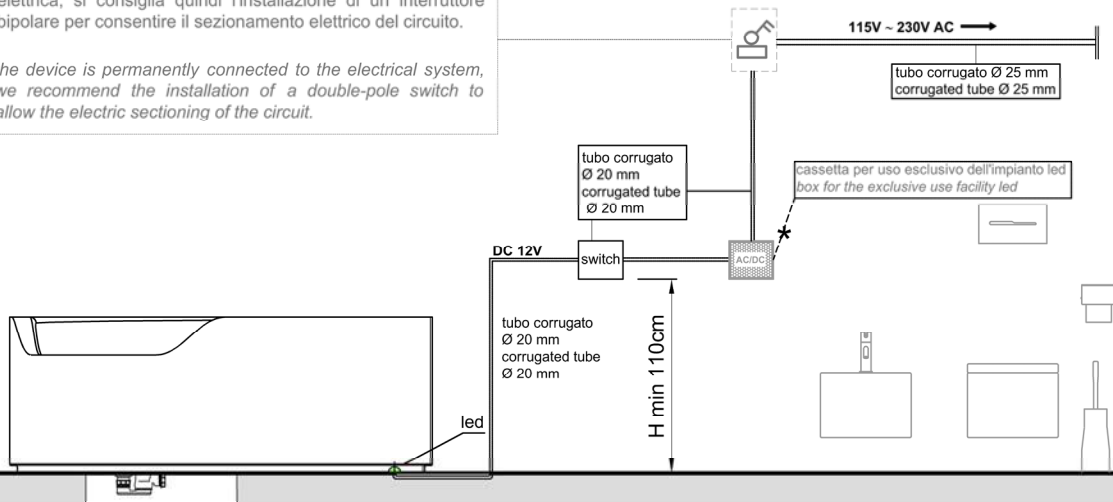 elettrica, si consiglia quindi l'installazione di un interruttore
bipolare per consentire il sezionamento elettrico del circuito.
the device is permanently connected to the electrical system,
we recommend the installation of a double-pole switch to
allow the electric sectioning of the circuit.
115V ~ 230V AC
tubo corrugato Ø 25 mm
corrugated tube Ø 25 mm
tubo corrugato
Ø 20 mm
corrugated tube
Ø 20 mm
cassetta per uso esclusivo dell'impianto led
box for the exclusive use facility led
*
DC 12V
switch
AC/DC
tubo corrugato
Ø 20 mm
corrugated tube
Ø 20 mm
H min 110cm
led